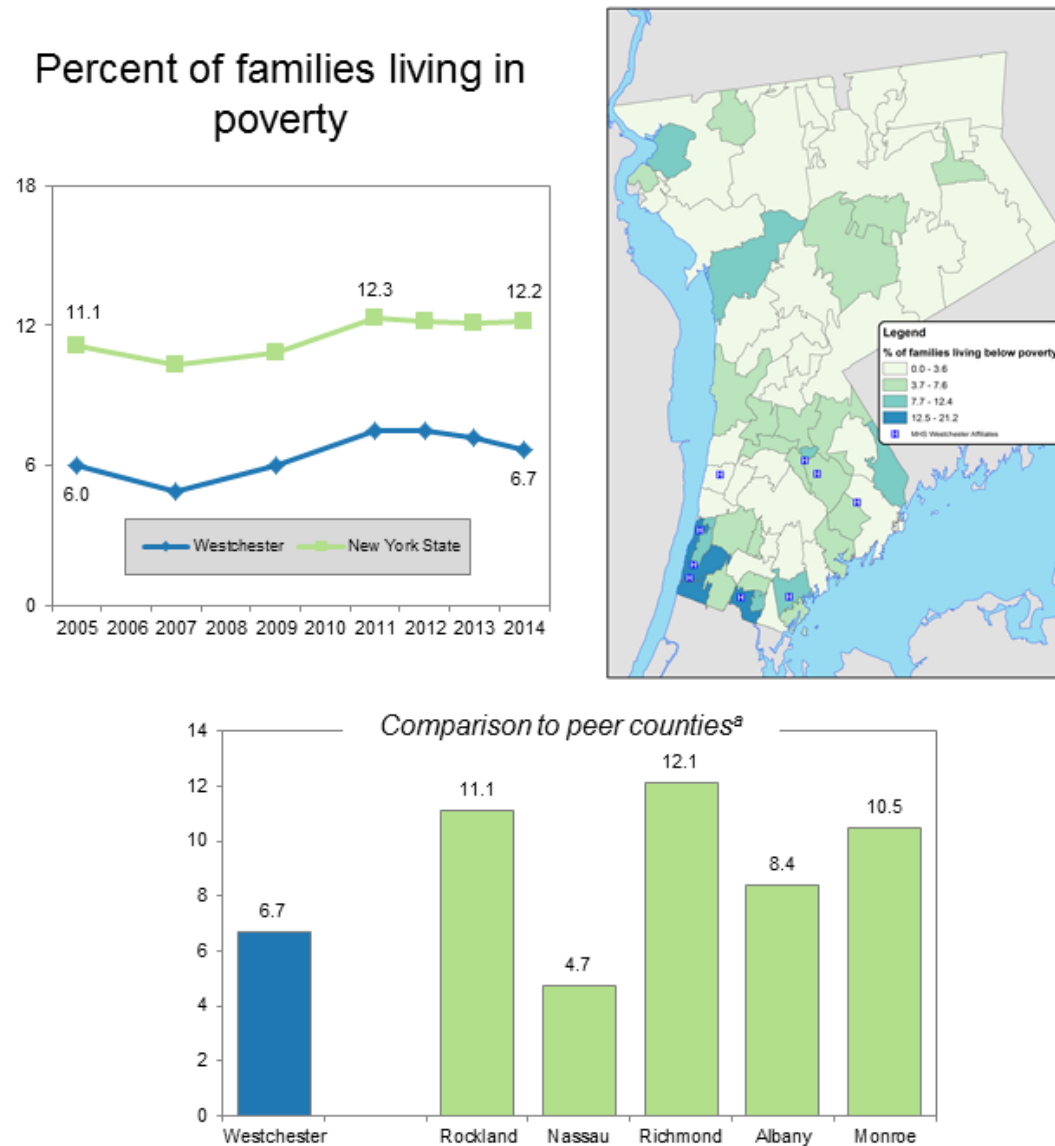 Percent of families living in
poverty
18
12
6
0
11.1
12.3
12.2
6.0
6.7
Westchester New York State
2005 2006 2007 2008 2009 2010 2011 2012 2013 2014
Legend
% of families living below poverty
0.0 - 3.6
3.7 - 7.6
7.7 - 12.4
12.5 - 21.2
H MHS Westchester Affiliates
H
H
H
H
H
H
H
H
H
Comparison to peer countiesᵃ
14
12
10
8
6
4
2
0
6.7
11.1
4.7
12.1
8.4
10.5
Westchester Rockland Nassau Richmond Albany Monroe